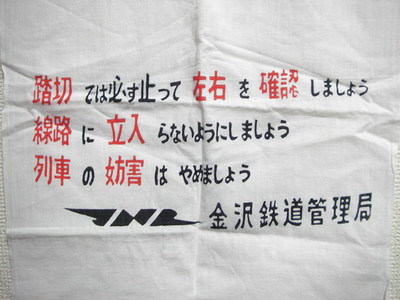 踏切では必ず止って左右を確認しましょう
線路に立入らないようにしましょう
列車の妨害はやめましょう
JNR 金沢鉄道管理局